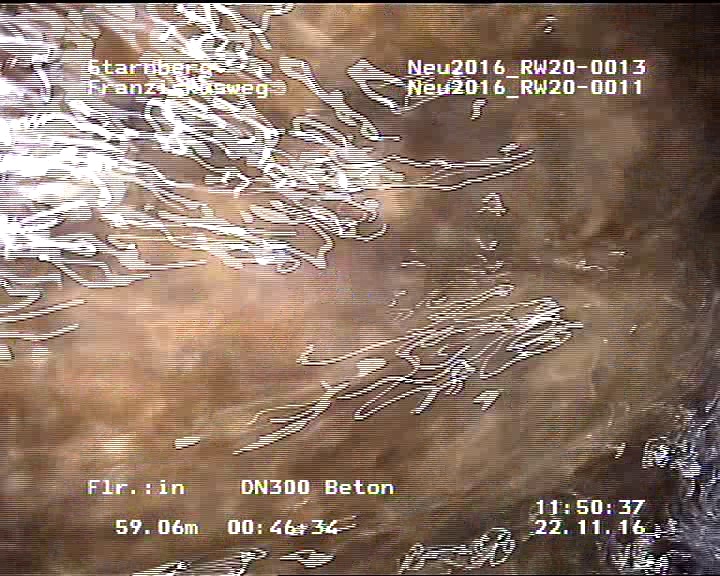 Starnberg Neu2016_RW20-0013
Neu2016_RW20-0011
Flr.:in DN300 Beton
11:50:37
59.06m 00:46:34 22.11.16